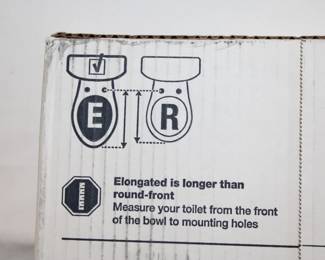 E R
Elongated is longer than
round-front
Measure your toilet from the front
of the bowl to mounting holes